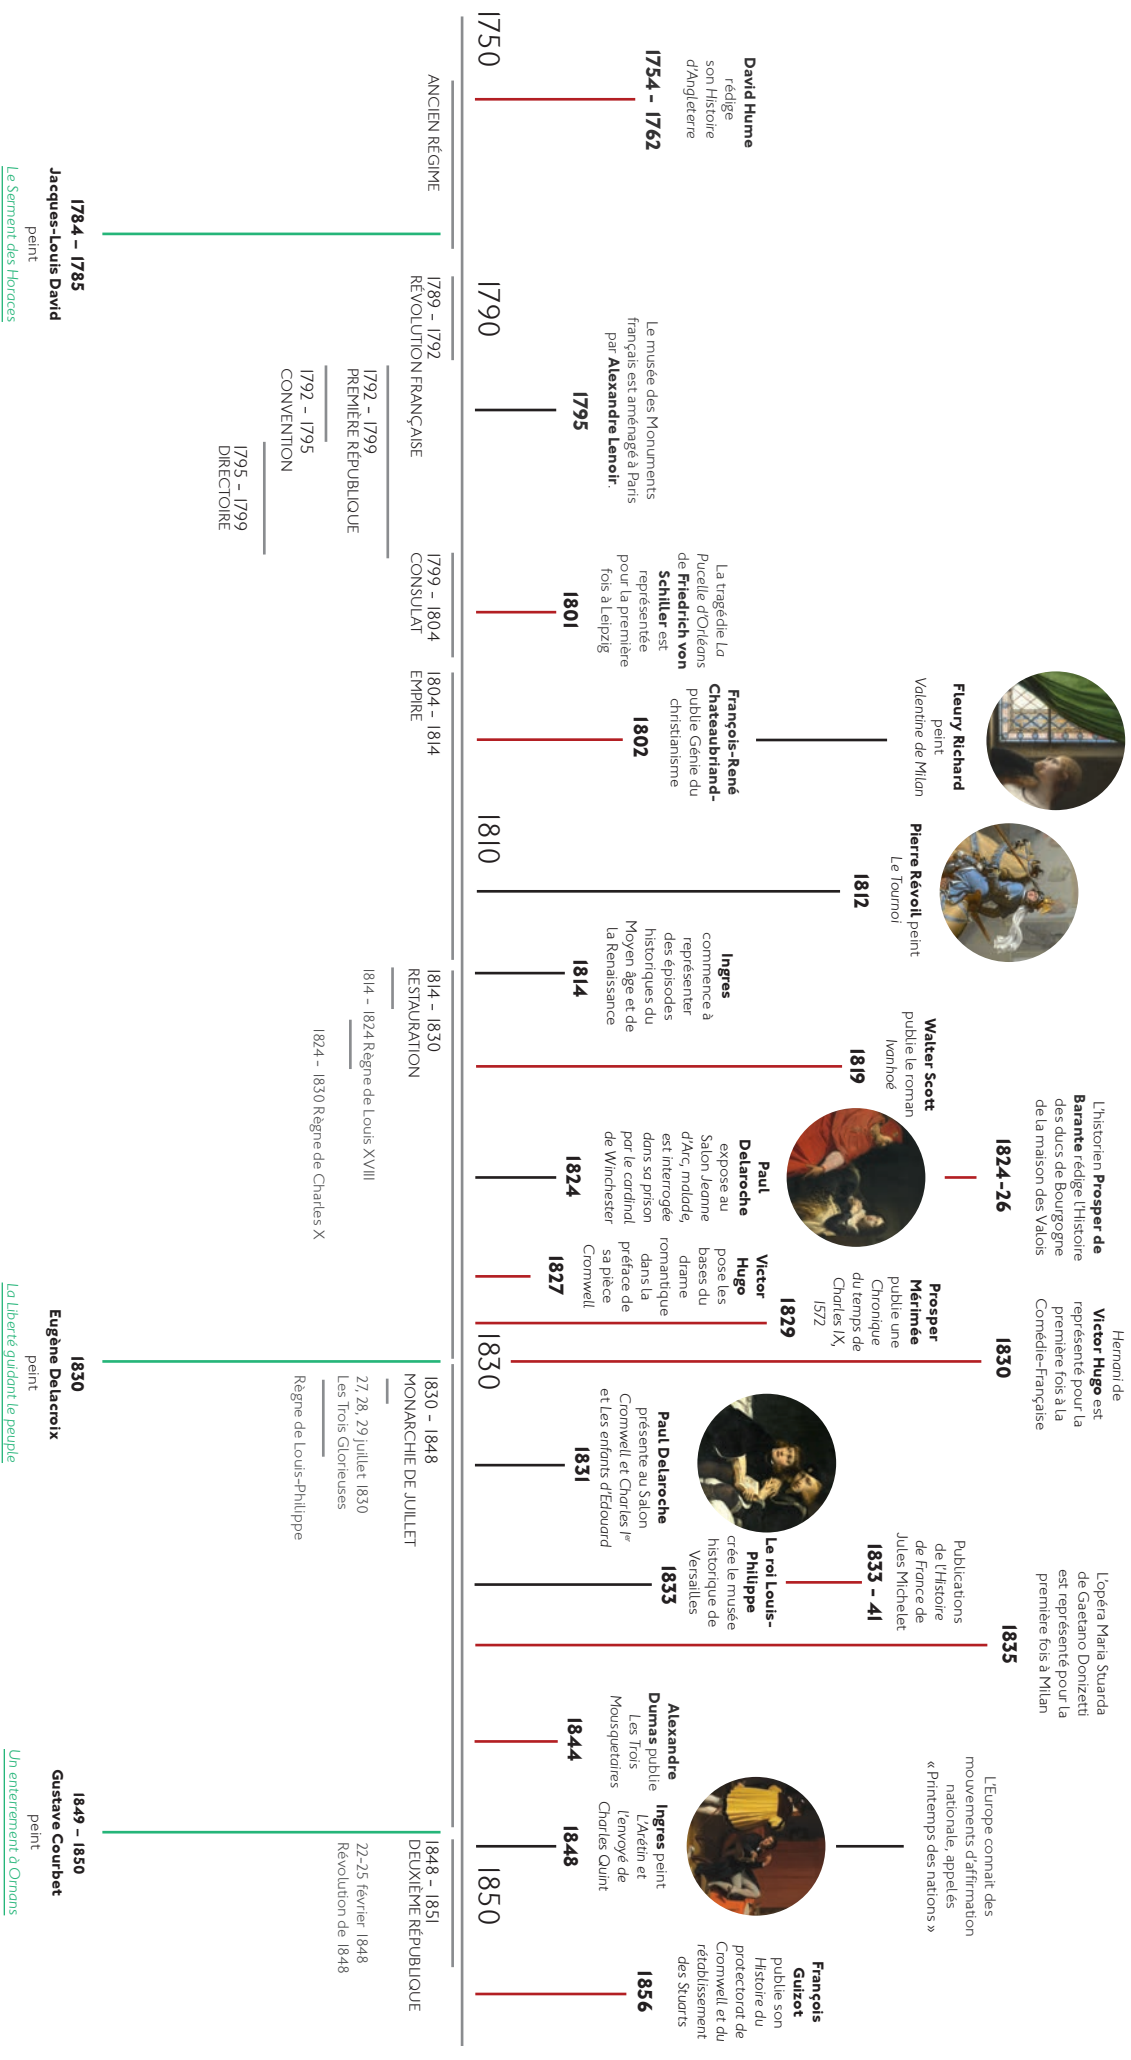 1750
David Hume
rédige
son Histoire
d'Angleterre
1754 - 1762
ANCIEN RÉGIME
1784 – 1785
Jacques-Louis David
peint
Le Serment des Horaces
1790
1789 – 1792
RÉVOLUTION FRANÇAISE
1792 – 1799
PREMIÈRE RÉPUBLIQUE
1792 – 1795
CONVENTION
1795 – 1799
DIRECTOIRE
Le musée des Monuments
français est aménagé à Paris
par Alexandre Lenoir.
1795
La tragédie La
Pucelle d'Orléans
de Friedrich von
Schiller est
représentée
pour la première
fois à Leipzig
1801
1799 – 1804
CONSULAT
Fleury Richard
peint
Valentine de Milan
François-René
Chateaubriand-
publie Génie du
christianisme
1802
1804 – 1814
EMPIRE
1810
Pierre Révoil peint
Le Tournoi
1812
Ingres
commence à
représenter
des épisodes
historiques du
Moyen âge et de
la Renaissance
1814
1814 – 1830
RESTAURATION
1814 – 1824 Règne de Louis XVIII
1824 – 1830 Règne de Charles X
Walter Scott
publie le roman
Ivanhoé
1819
L'historien Prosper de
Barante rédige l'Histoire
des ducs de Bourgogne
de la maison des Valois
1824-26
Paul
Delaroche
expose au
Salon Jeanne
d'Arc, malade,
est interrogée
dans sa prison
par le cardinal
de Winchester
1824
Victor
Hugo
pose les
bases du
drame
romantique
dans la
préface de
sa pièce
Cromwell
1827
Prosper
Mérimée
publie une
Chronique
du temps de
Charles IX,
1572
1829
1830
Hernani de
Victor Hugo est
représenté pour la
première fois à la
Comédie-Française
1830
1830
Eugène Delacroix
peint
La Liberté guidant le peuple
1830 – 1848
MONARCHIE DE JUILLET
27, 28, 29 juillet 1830
Les Trois Glorieuses
Règne de Louis-Philippe
Paul Delaroche
présente au Salon
Cromwell et Charles Ier
et Les enfants d'Edouard
1831
Publications
de l'Histoire
de France de
Jules Michelet
1833 - 41
Le roi Louis-
Philippe
crée le musée
historique de
Versailles
1833
L'opéra Maria Stuarda
de Gaetano Donizetti
est représenté pour la
première fois à Milan
1835
Alexandre
Dumas publie
Les Trois
Mousquetaires
1844
L'Europe connait des
mouvements d'affirmation
nationale, appelés
« Printemps des nations »
Ingres peint
L'Arétin et
l'envoyé de
Charles Quint
1848
1849 – 1850
Gustave Courbet
peint
Un enterrement à Ornans
1850
1848 – 1851
DEUXIÈME RÉPUBLIQUE
22-25 février 1848
Révolution de 1848
François
Guizot
publie son
Histoire du
protectorat de
Cromwell et du
rétablissement
des Stuarts
1856